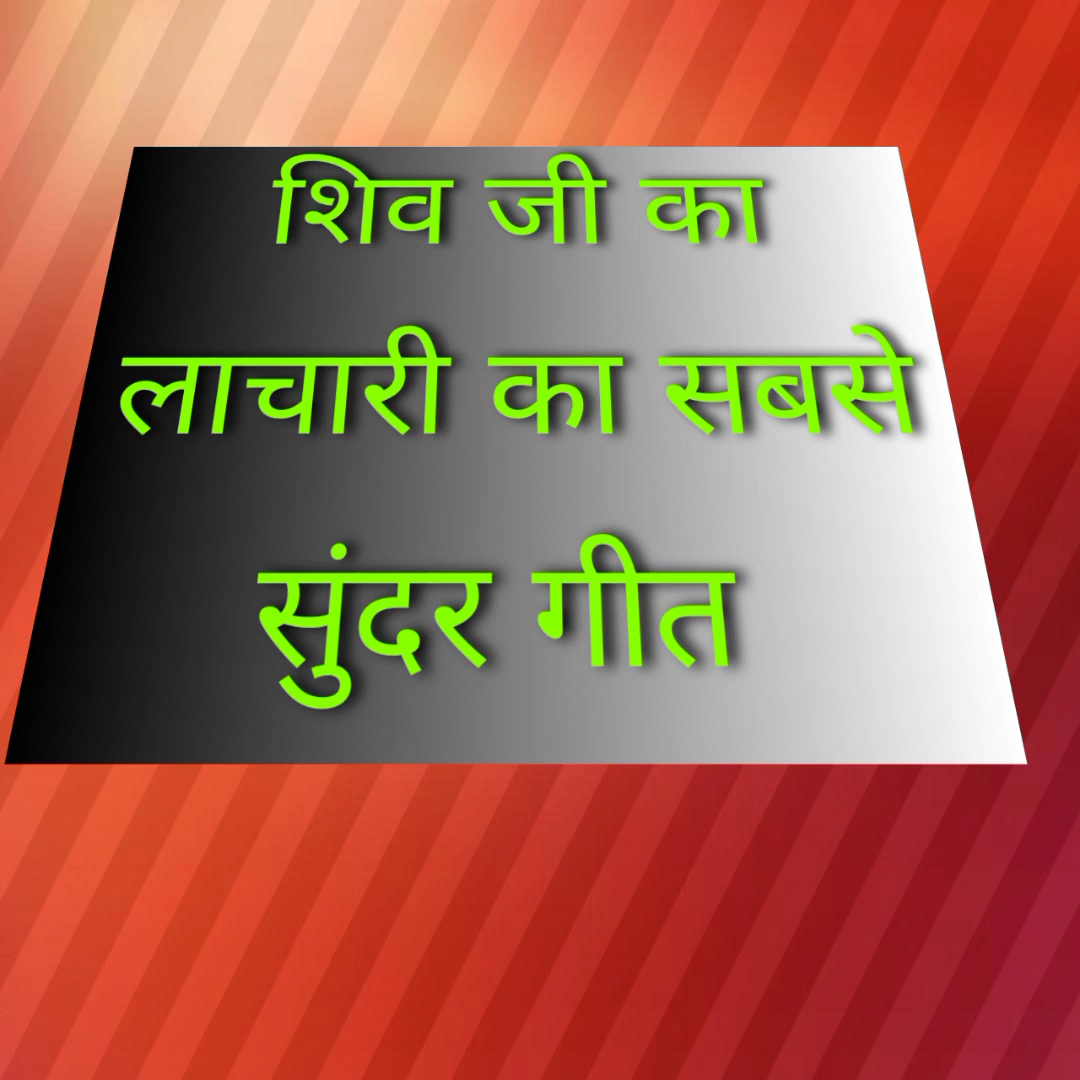 शिव जी का
लाचारी का सबसे
सुंदर गीत